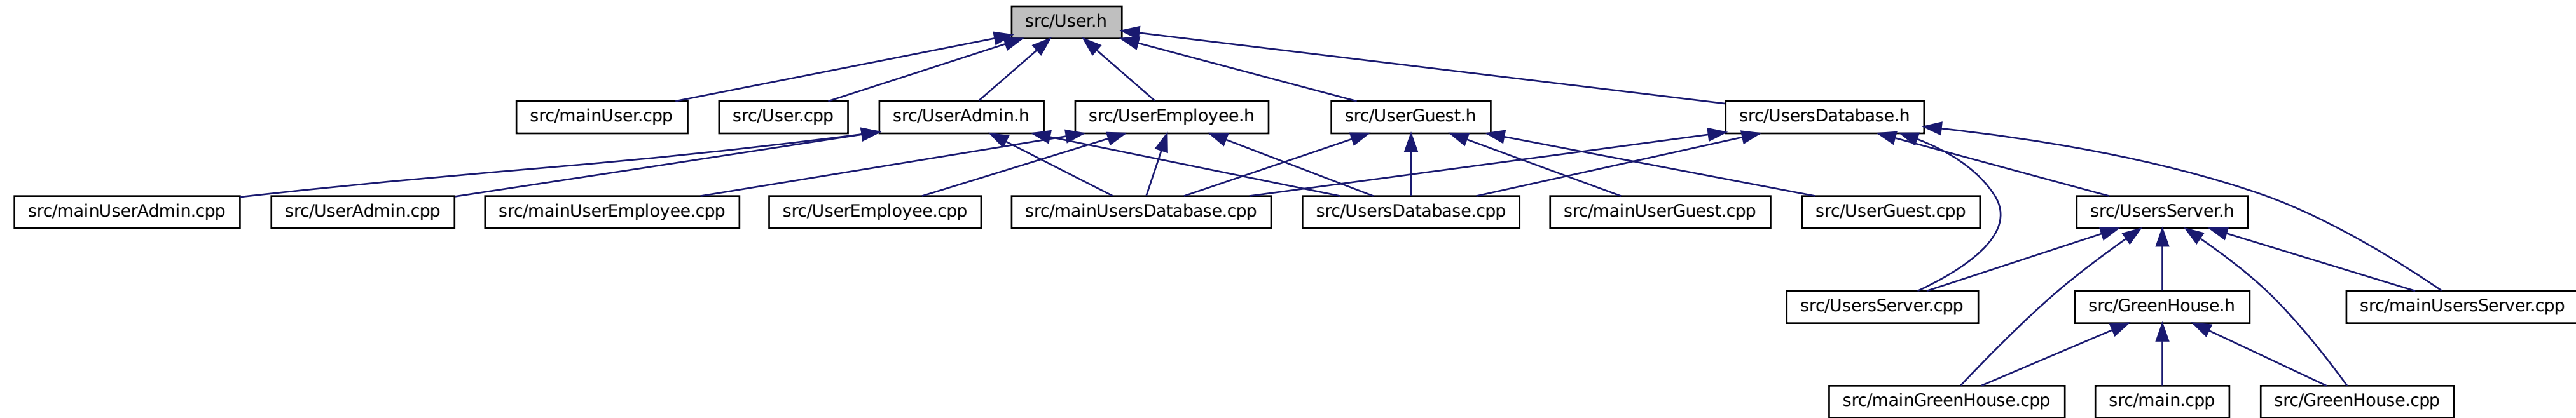 src/User.h
src/mainUser.cpp
src/User.cpp
src/UserAdmin.h
src/UserEmployee.h
src/UserGuest.h
src/UsersDatabase.h
src/mainUserAdmin.cpp
src/UserAdmin.cpp
src/mainUserEmployee.cpp
src/UserEmployee.cpp
src/mainUsersDatabase.cpp
src/UsersDatabase.cpp
src/mainUserGuest.cpp
src/UserGuest.cpp
src/UsersServer.h
src/UsersServer.cpp
src/GreenHouse.h
src/mainUsersServer.cpp
src/mainGreenHouse.cpp
src/main.cpp
src/GreenHouse.cpp